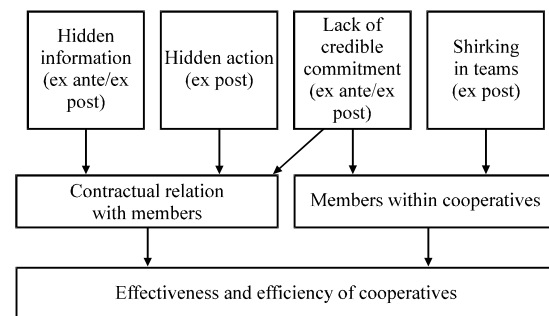 Hidden
information
(ex ante/ex
post)
Hidden action
(ex post)
Lack of
credible
commitment
(ex ante/ex
post)
Shirking
in teams
(ex post)
Contractual relation
with members
Members within cooperatives
Effectiveness and efficiency of cooperatives